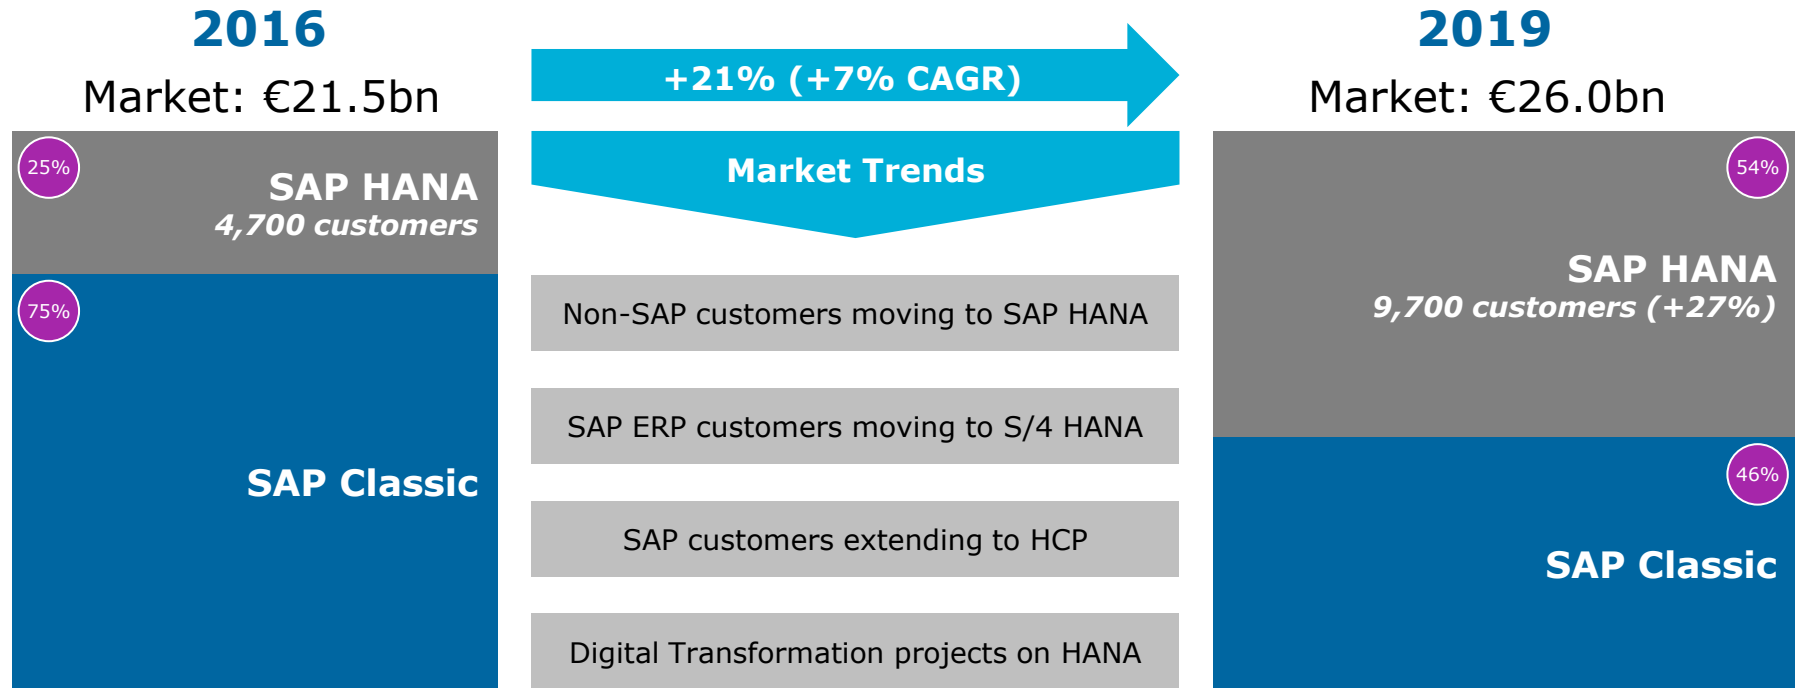 2016
Market: €21.5bn
25%
SAP HANA
4,700 customers
75%
SAP Classic
+21% (+7% CAGR)
Market Trends
Non-SAP customers moving to SAP HANA
SAP ERP customers moving to S/4 HANA
SAP customers extending to HCP
Digital Transformation projects on HANA
2019
Market: €26.0bn
54%
SAP HANA
9,700 customers (+27%)
46%
SAP Classic